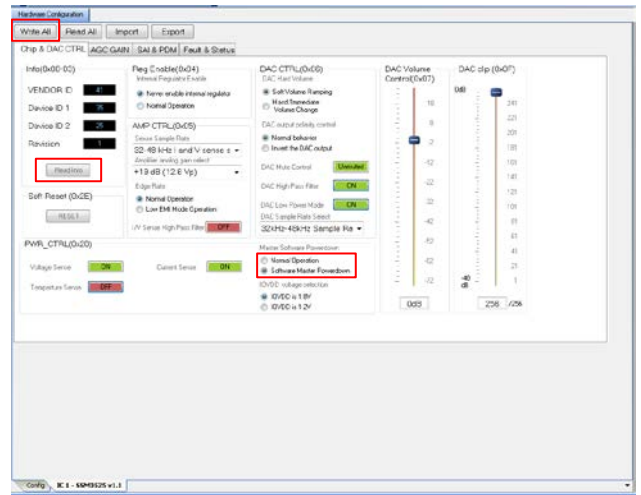 Hardware Configuration
Write All Read All Import Export
Chip & DAC CTRL AGC GAIN SAI & PDM Fault & Status
Info(0x00-03)
VENDOR ID 41
Device ID 1 35
Device ID 2 25
Revision 1
Read Info
Soft Reset (0x2E)
RESET
PWR_CTRL(0x20)
Voltage Sense ON
Current Sense ON
Temperature Sense OFF
Reg Enable(0x04)
Internal Regulator Enable
Never enable internal regulator
Normal Operation
AMP CTRL(0x05)
Sense Sample Rate
32-48 kHz I and V sense s
Amplifier analog gain select
+19 dB (12.6 Vp)
Edge Rate
Normal Operation
Low EMI Mode Operation
I/V Sense High Pass Filter OFF
DAC CTRL(0x06)
DAC Hard Volume
Soft Volume Ramping
Hard/Immediate
Volume Change
DAC output polarity control
Normal behavior
Invert the DAC output
DAC Mute Control Unmuted
DAC High Pass Filter ON
DAC Low Power Mode ON
DAC Sample Rate Select
32kHz-48kHz Sample Ra
Master Software Powerdown
Normal Operation
Software Master Powerdown
IOVDD voltage selection
IOVDD is 1.8V
IOVDD is 1.2V
DAC Volume
Control(0x07)
18
8
-2
-12
-22
-32
-42
-52
-62
-72
0dB
DAC clip (0x0F)
0dB
241
221
201
181
161
141
121
101
81
61
41
21
1
-40
dB
256 /256
Config IC 1 - SSM3525 v1.1